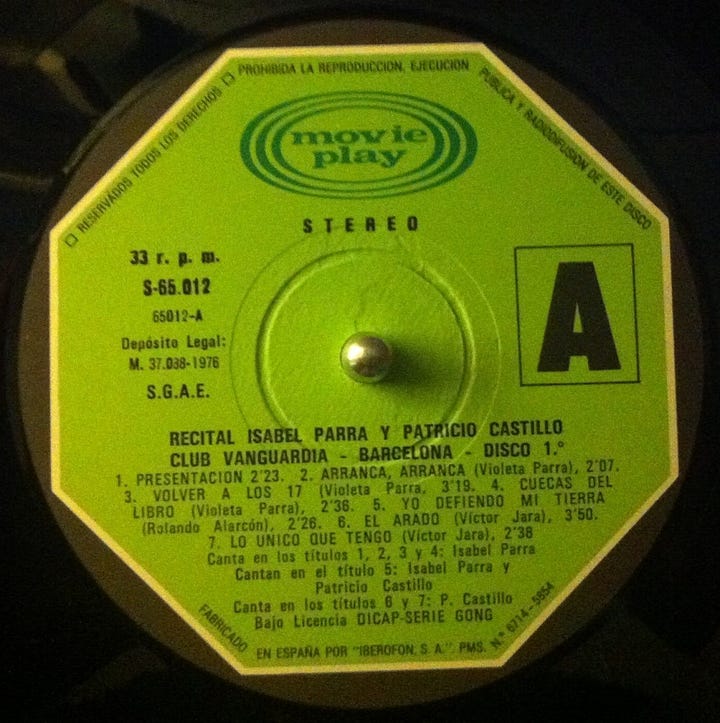 □ RESERVADOS TODOS LOS DERECHOS □ PROHIBIDA LA REPRODUCCION, EJECUCION PUBLICA Y RADIODIFUSION DE ESTE DISCO
movie
play
STEREO
33 r. p. m.
S-65.012
65012-A
Depósito Legal:
M. 37.038-1976
S.G.A.E.
A
RECITAL ISABEL PARRA Y PATRICIO CASTILLO
CLUB VANGUARDIA - BARCELONA - DISCO 1.°
1. PRESENTACION 2'23. 2. ARRANCA, ARRANCA (Violeta Parra), 2'07.
3. VOLVER A LOS 17 (Violeta Parra, 3'19. 4. CUECAS DEL
LIBRO (Violeta Parra), 2'36. 5. YO DEFIENDO MI TIERRA
(Rolando Alarcón), 2'26. 6. EL ARADO (Víctor Jara), 3'50.
7. LO UNICO QUE TENGO (Víctor Jara), 2'38
Canta en los títulos 1, 2, 3 y 4: Isabel Parra
Cantan en el título 5: Isabel Parra y
Patricio Castillo
Canta en los títulos 6 y 7: P. Castillo
Bajo Licencia DICAP-SERIE GONG
FABRICADO EN ESPAÑA POR "IBEROFON, S. A.". PMS. N.° 6714-5854